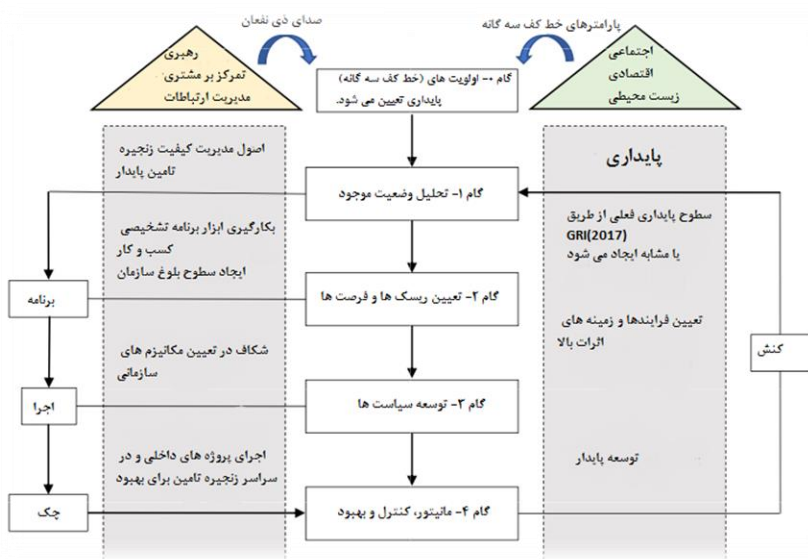 صدای ذی نفعان
پارامترهای خط کف سه گانه
رهبری
تمرکز بر مشتری
مدیریت ارتباطات
اجتماعی
اقتصادی
زیست محیطی
گام ۰- اولویت های (خط کف سه گانه)
پایداری تعیین می شود.
اصول مدیریت کیفیت زنجیره
تامین پایدار
پایداری
گام ۱- تحلیل وضعیت موجود
بکارگیری ابزار برنامه تشخیصی
کسب و کار
ایجاد سطوح بلوغ سازمان
سطوح پایداری فعلی از طریق
GRI(2017)
یا مشابه ایجاد می شود
برنامه
گام ۲- تعیین ریسک ها و فرصت ها
تعیین فرایندها و زمینه های
اثرات بالا
کنش
شکاف در تعیین مکانیزم های
سازمانی
اجرا
گام ۳- توسعه سیاست ها
اجرای پروژه های داخلی و در
سراسر زنجیره تامین برای بهبود
توسعه پایدار
چک
گام ۴- مانیتور، کنترل و بهبود